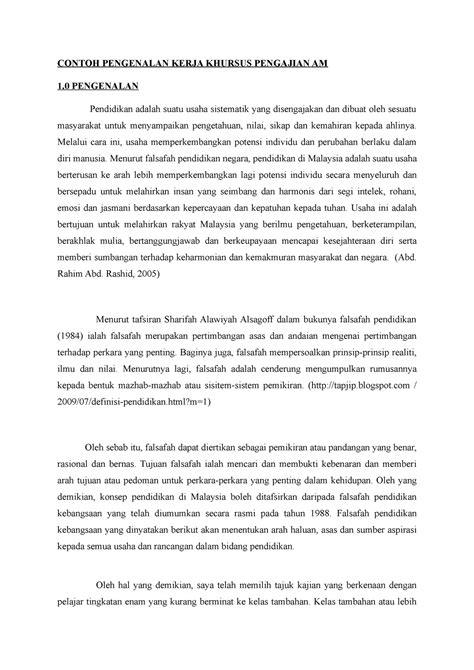 CONTOH PENGENALAN KERJA KHURSUS PENGAJIAN AM
1.0 PENGENALAN
Pendidikan adalah suatu usaha sistematik yang disengajakan dan dibuat oleh sesuatu
masyarakat untuk menyampaikan pengetahuan, nilai, sikap dan kemahiran kepada ahlinya.
Melalui cara ini, usaha memperkembangkan potensi individu dan perubahan berlaku dalam
diri manusia. Menurut falsafah pendidikan negara, pendidikan di Malaysia adalah suatu usaha
berterusan ke arah lebih memperkembangkan lagi potensi individu secara menyeluruh dan
bersepadu untuk melahirkan insan yang seimbang dan harmonis dari segi intelek, rohani,
emosi dan jasmani berdasarkan kepercayaan dan kepatuhan kepada tuhan. Usaha ini adalah
bertujuan untuk melahirkan rakyat Malaysia yang berilmu pengetahuan, berketerampilan,
berakhlak mulia, bertanggungjawab dan berkeupayaan mencapai kesejahteraan diri serta
memberi sumbangan terhadap keharmonian dan kemakmuran masyarakat dan negara. (Abd.
Rahim Abd. Rashid, 2005)
Menurut tafsiran Sharifah Alawiyah Alsagoff dalam bukunya falsafah pendidikan
(1984) ialah falsafah merupakan pertimbangan asas dan andaian mengenai pertimbangan
terhadap perkara yang penting. Baginya juga, falsafah mempersoalkan prinsip-prinsip realiti,
ilmu dan nilai. Menurutnya lagi, falsafah adalah cenderung mengumpulkan rumusannya
kepada bentuk mazhab-mazhab atau sisitem-sistem pemikiran. (http://tapjip.blogspot.com /
2009/07/definisi-pendidikan.html?m=1)
Oleh sebab itu, falsafah dapat diertikan sebagai pemikiran atau pandangan yang benar,
rasional dan bernas. Tujuan falsafah ialah mencari dan membukti kebenaran dan memberi
arah tujuan atau pedoman untuk perkara-perkara yang penting dalam kehidupan. Oleh yang
demikian, konsep pendidikan di Malaysia boleh ditafsirkan daripada falsafah pendidikan
kebangsaan yang telah diumumkan secara rasmi pada tahun 1988. Falsafah pendidikan
kebangsaan yang dinyatakan berikut akan menentukan arah haluan, asas dan sumber aspirasi
kepada semua usaha dan rancangan dalam bidang pendidikan.
Oleh hal yang demikian, saya telah memilih tajuk kajian yang berkenaan dengan
pelajar tingkatan enam yang kurang berminat ke kelas tambahan. Kelas tambahan atau lebih